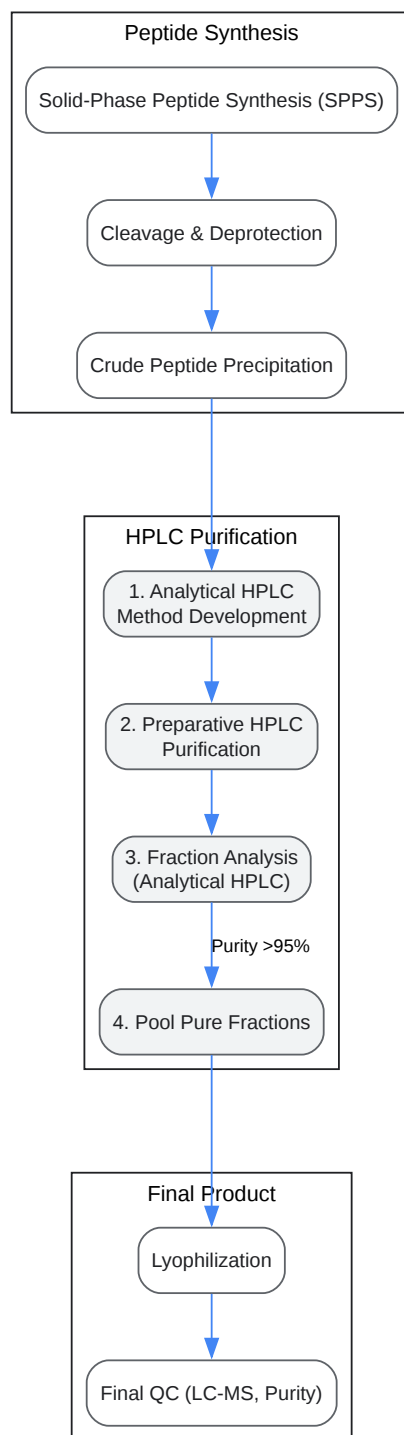 Peptide Synthesis
Solid-Phase Peptide Synthesis (SPPS)
Cleavage & Deprotection
Crude Peptide Precipitation
HPLC Purification
1. Analytical HPLC
Method Development
2. Preparative HPLC
Purification
3. Fraction Analysis
(Analytical HPLC)
Purity >95%
4. Pool Pure Fractions
Final Product
Lyophilization
Final QC (LC-MS, Purity)